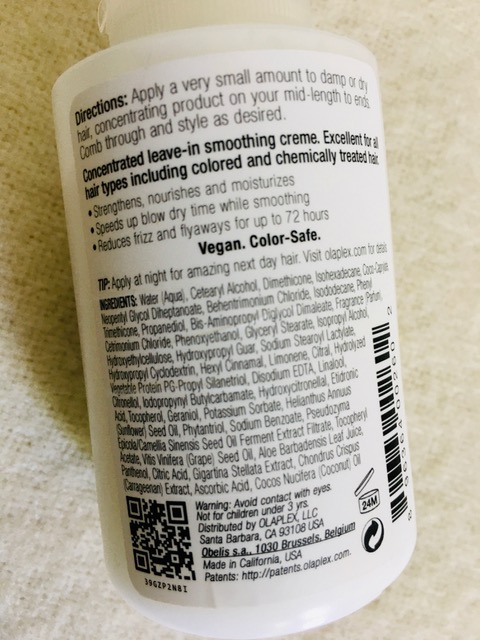 Directions: Apply a very small amount to damp or dry
hair, concentrating product on your mid-length to ends.
Comb through and style as desired.
Concentrated leave-in smoothing creme. Excellent for all
hair types including colored and chemically treated hair.
• Strengthens, nourishes and moisturizes
• Speeds up blow dry time while smoothing
• Reduces frizz and flyaways for up to 72 hours
Vegan. Color-Safe.
TIP: Apply at night for amazing next day hair. Visit olaplex.com for details.
INGREDIENTS: Water (Aqua), Cetearyl Alcohol, Dimethicone, Isohexadecane, Coco-Caprylate,
Neopentyl Glycol Diheptanoate, Behentrimonium Chloride, Isododecane, Phenyl
Trimethicone, Propanediol, Bis-Aminopropyl Diglycol Dimaleate, Fragrance (Parfum),
Cetrimonium Chloride, Phenoxyethanol, Glyceryl Stearate, Isopropyl Alcohol,
Hydroxyethylcellulose, Hydroxypropyl Guar, Sodium Stearoyl Lactylate,
Hydroxypropyl Cyclodextrin, Hexyl Cinnamal, Limonene, Citral, Hydrolyzed
Vegetable Protein PG-Propyl Silanetriol, Disodium EDTA, Linalool,
Citronellol, Iodopropynyl Butylcarbamate, Hydroxycitronellal, Etidronic
Acid, Tocopherol, Geraniol, Potassium Sorbate, Helianthus Annuus
(Sunflower) Seed Oil, Phytantriol, Sodium Benzoate, Pseudozyma
Epicola/Camellia Sinensis Seed Oil Ferment Extract Filtrate, Tocopheryl
Acetate, Vitis Vinifera (Grape) Seed Oil, Aloe Barbadensis Leaf Juice,
Panthenol, Citric Acid, Gigartina Stellata Extract, Chondrus Crispus
(Carrageenan) Extract, Ascorbic Acid, Cocos Nucifera (Coconut) Oil
Warning: Avoid contact with eyes.
Not for children under 3 yrs.
Distributed by OLAPLEX, LLC
Santa Barbara, CA 93108 USA
Obelis s.a., 1030 Brussels, Belgium
Made in California, USA
Patents: http://patents.olaplex.com.
39GZP2NBI
24M